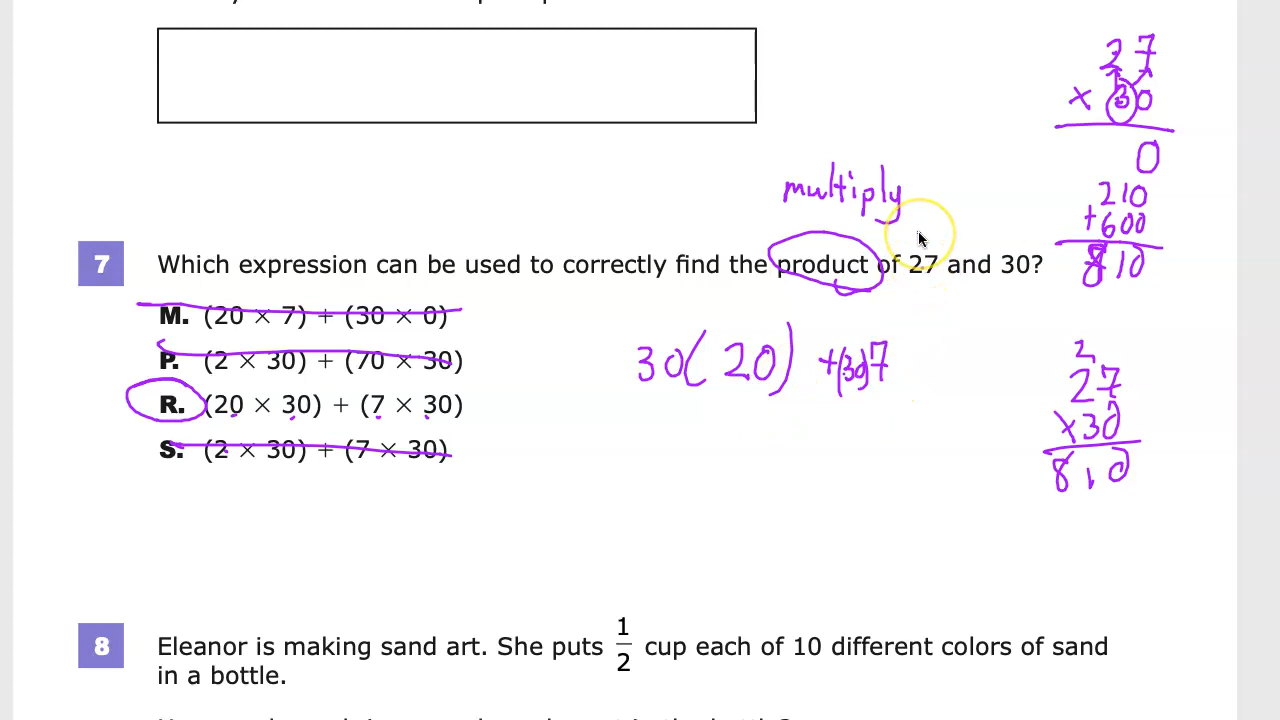 27
× 30
0
210
+600
810
multiply
7 Which expression can be used to correctly find the product of 27 and 30?
M. (20 × 7) + (30 × 0)
P. (2 × 30) + (70 × 30)
R. (20 × 30) + (7 × 30)
S. (2 × 30) + (7 × 30)
30(20) +(30)7
2
27
×30
810
8 Eleanor is making sand art. She puts 1/2 cup each of 10 different colors of sand
in a bottle.